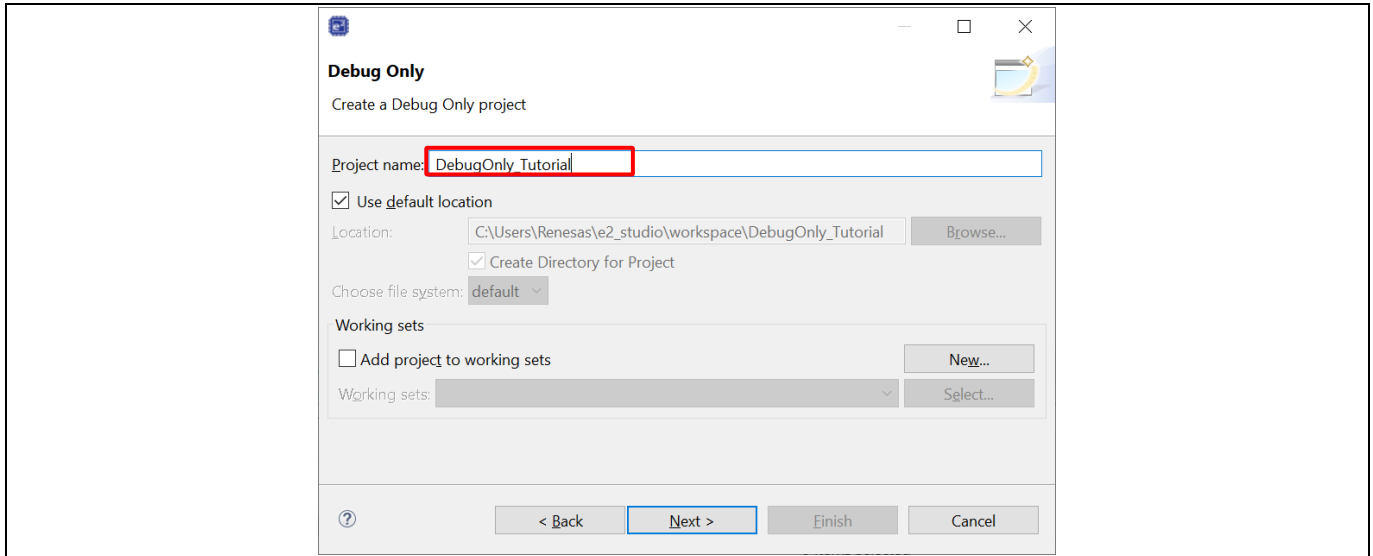 Debug Only
Create a Debug Only project
Project name: DebugOnly_Tutorial
Use default location
Location: C:\Users\Renesas\e2_studio\workspace\DebugOnly_Tutorial Browse...
Create Directory for Project
Choose file system: default
Working sets
Add project to working sets New...
Working sets: Select...
? < Back Next > Finish Cancel